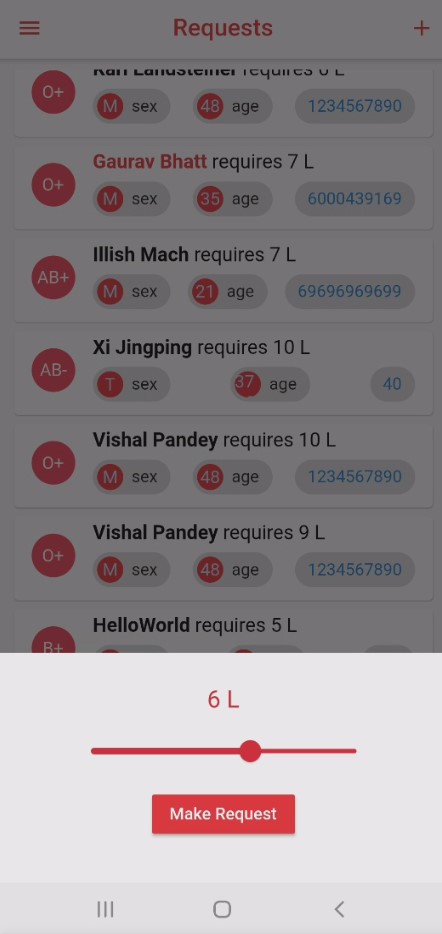 Requests
O+
Karl Landsteiner requires 6 L
M sex 48 age 1234567890
O+
Gaurav Bhatt requires 7 L
M sex 35 age 6000439169
AB+
Illish Mach requires 7 L
M sex 21 age 69696969699
AB-
Xi Jingping requires 10 L
T sex 37 age 40
O+
Vishal Pandey requires 10 L
M sex 48 age 1234567890
O+
Vishal Pandey requires 9 L
M sex 48 age 1234567890
B+
HelloWorld requires 5 L
6 L
Make Request